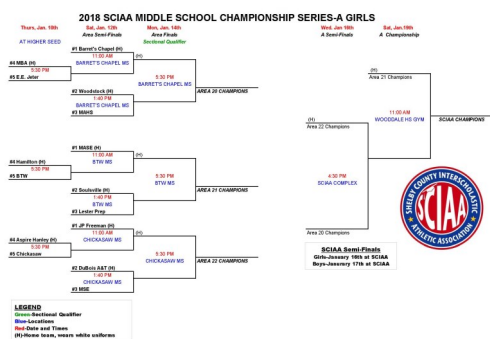 2018 SCIAA MIDDLE SCHOOL CHAMPIONSHIP SERIES-A GIRLS
Thurs, Jan. 10th
Sat, Jan. 12th
Mon, Jan. 14th
Wed. Jan 16th
Sat, Jan.19th
Area Semi-Finals
Area Finals
A Semi-Finals
A Championship
AT HIGHER SEED
Sectional Qualifier
#1 Barret's Chapel (H)
#4 MBA (H)
11:00 AM
(H)
5:30 PM
BARRET'S CHAPEL MS
#5 E.E. Jeter
5:30 PM
BARRET'S CHAPEL MS
#2 Woodstock (H)
1:40 PM
AREA 20 CHAMPIONS
BARRET'S CHAPEL MS
#3 MAHS
(H)
Area 21 Champions
11:00 AM
WOODDALE HS GYM
SCIAA CHAMPIONS
(H)
Area 22 Champions
4:30 PM
SCIAA COMPLEX
Area 20 Champions
#1 MASE (H)
#4 Hamilton (H)
11:00 AM
(H)
5:30 PM
BTW MS
#5 BTW
5:30 PM
BTW MS
#2 Soulsville (H)
1:40 PM
AREA 21 CHAMPIONS
BTW MS
#3 Lester Prep
#1 JP Freeman (H)
#4 Aspire Hanley (H)
11:00 AM
(H)
5:30 PM
CHICKASAW MS
#5 Chickasaw
5:30 PM
CHICKASAW MS
#2 DuBois A&T (H)
1:40 PM
AREA 22 CHAMPIONS
CHICKASAW MS
#3 MSE
SHELBY COUNTY INTERSCHOLASTIC
SCIAA
ATHLETIC ASSOCIATION
SCIAA Semi-Finals
Girls-January 16th at SCIAA
Boys-Janurary 17th at SCIAA
LEGEND
Green-Sectional Qualifier
Blue-Locations
Red-Date and Times
(H)-Home team, wears white uniforms